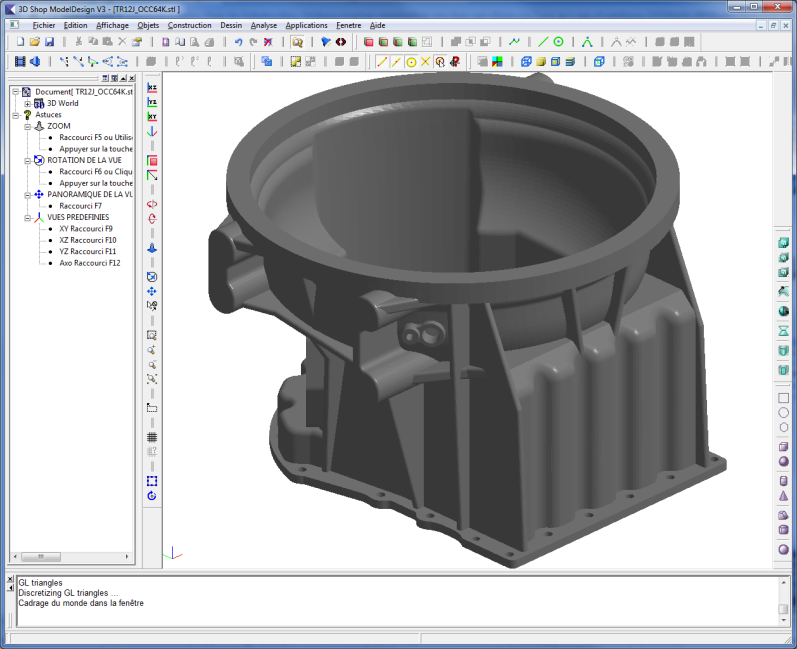 3D Shop ModelDesign V3 - [TR12J_OCC64K.stl ]
Fichier Edition Affichage Objets Construction Dessin Analyse Applications Fenetre Aide
Document[ TR12J_OCC64K.st
3D World
Astuces
ZOOM
Raccourci F5 ou Utilis
Appuyer sur la touche
ROTATION DE LA VUE
Raccourci F6 ou Cliqu
Appuyer sur la touche
PANORAMIQUE DE LA VU
Raccourci F7
VUES PREDEFINIES
XY Raccourci F9
XZ Raccourci F10
YZ Raccourci F11
Axo Raccourci F12
XZ
YZ
XY
GL triangles
Discretizing GL triangles ...
Cadrage du monde dans la fenêtre